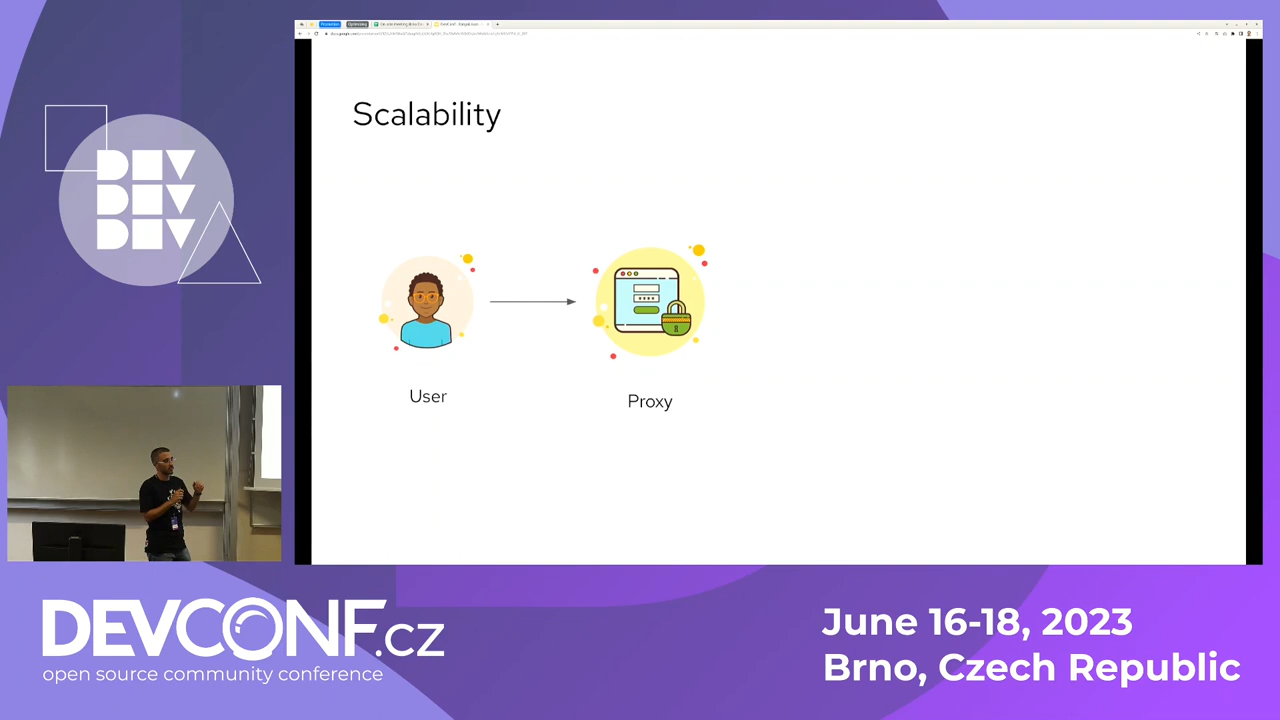 Scalability
User
Proxy
DEV
DEV
DEV
DEVCONF.cz
open source community conference
June 16-18, 2023
Brno, Czech Republic